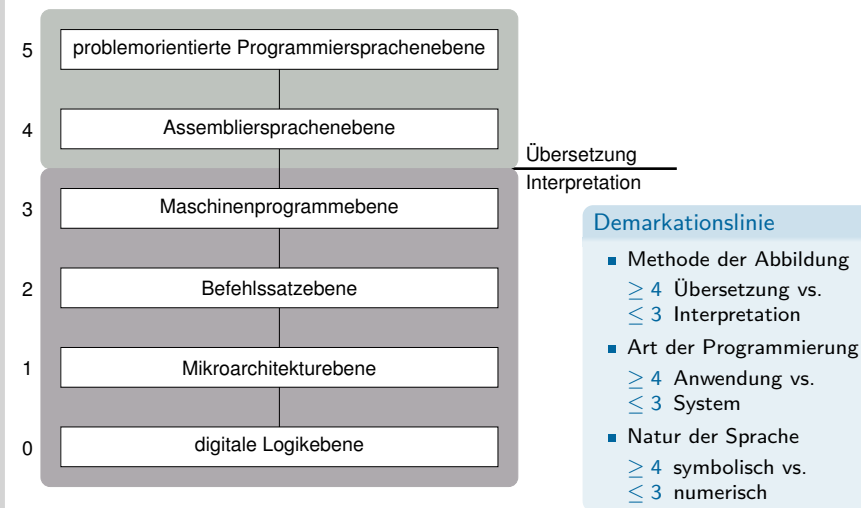 5 problemorientierte Programmiersprachenebene
4 Assembliersprachenebene
Übersetzung
Interpretation
3 Maschinenprogrammebene
2 Befehlssatzebene
1 Mikroarchitekturebene
0 digitale Logikebene
Demarkationslinie
Methode der Abbildung
≥ 4 Übersetzung vs.
≤ 3 Interpretation
Art der Programmierung
≥ 4 Anwendung vs.
≤ 3 System
Natur der Sprache
≥ 4 symbolisch vs.
≤ 3 numerisch